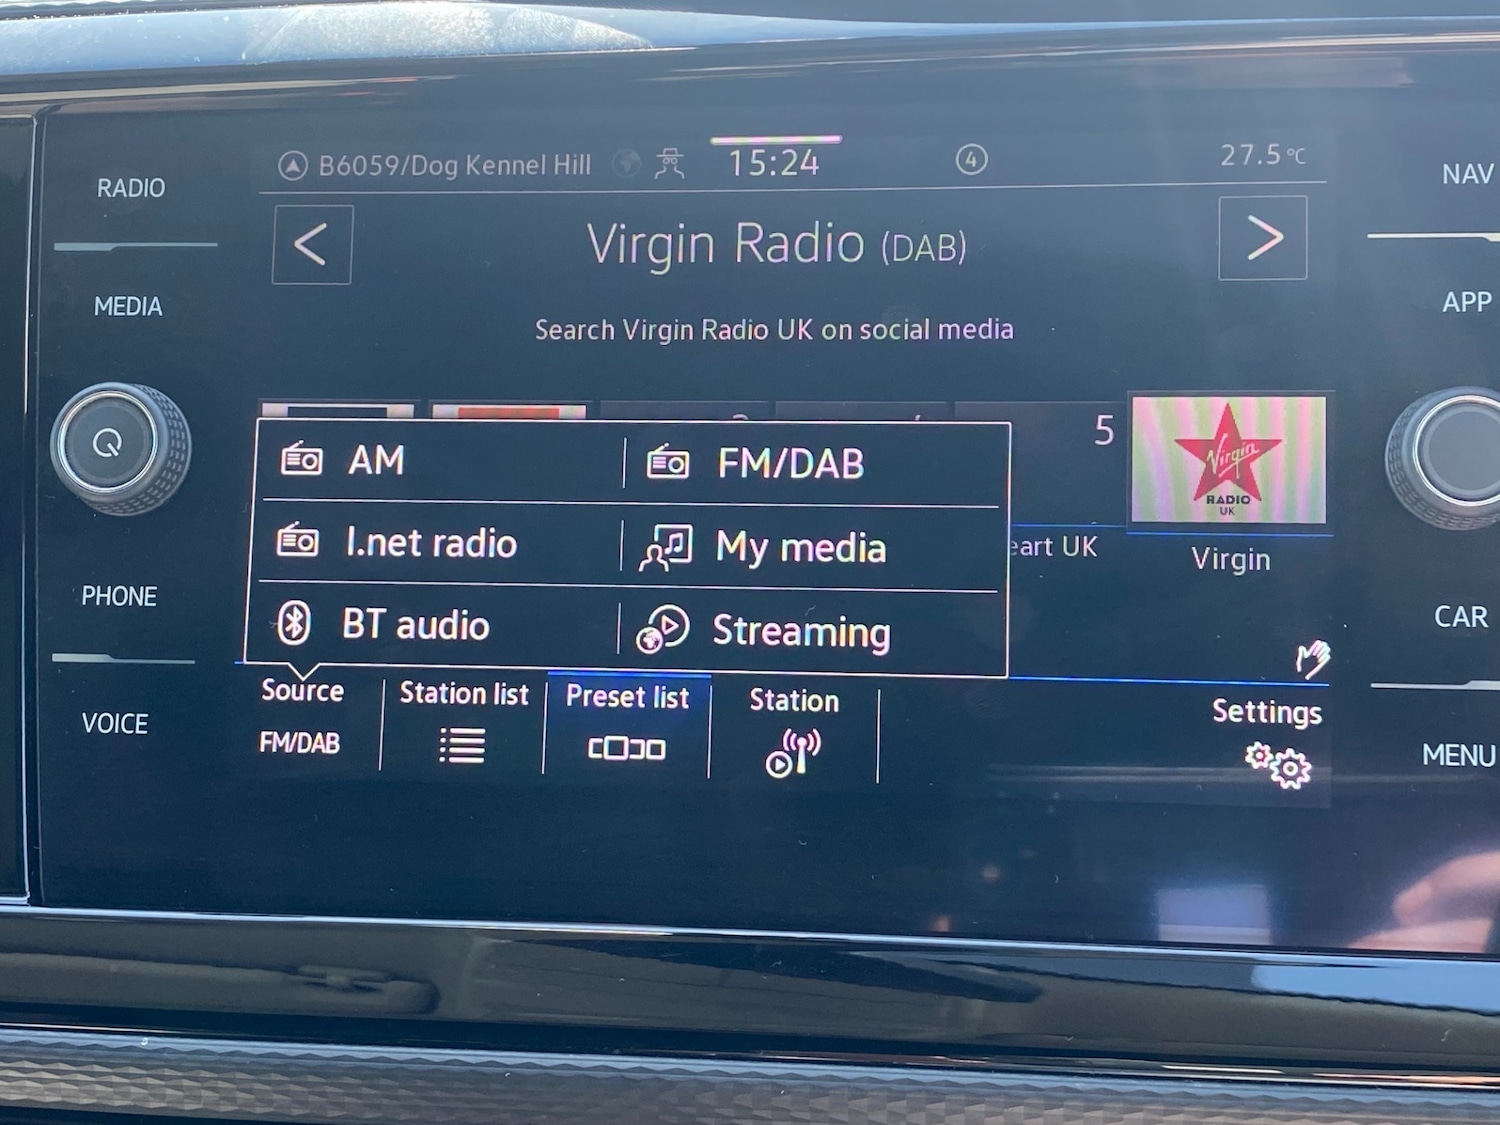 RADIO
MEDIA
PHONE
VOICE
B6059/Dog Kennel Hill
15:24
4
27.5°C
<
Virgin Radio (DAB)
>
Search Virgin Radio UK on social media
5
Virgin
RADIO
UK
UK
Virgin
AM
FM/DAB
I.net radio
My media
BT audio
Streaming
Source
FM/DAB
Station list
Preset list
Station
Settings
NAV
APP
CAR
MENU